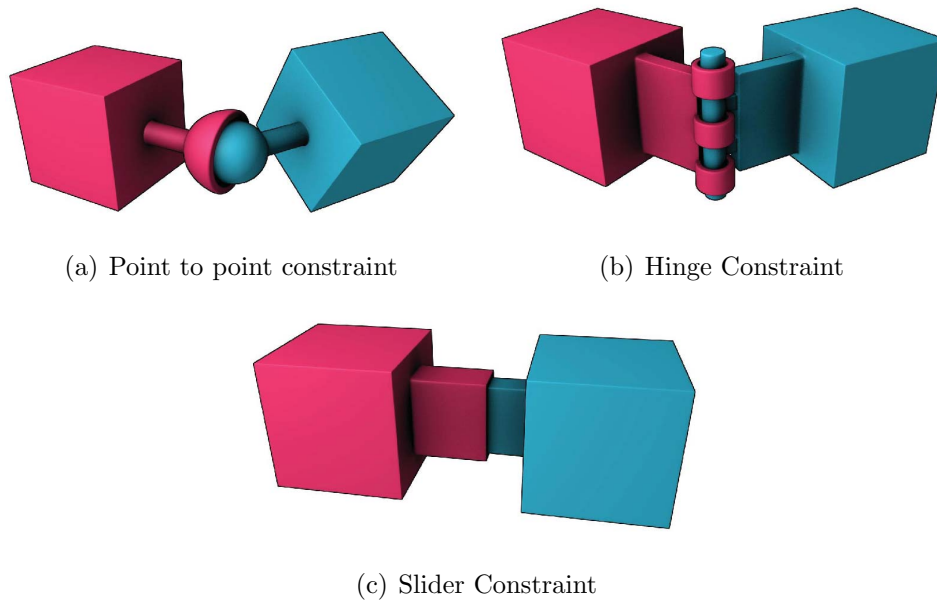 (a) Point to point constraint
(b) Hinge Constraint
(c) Slider Constraint